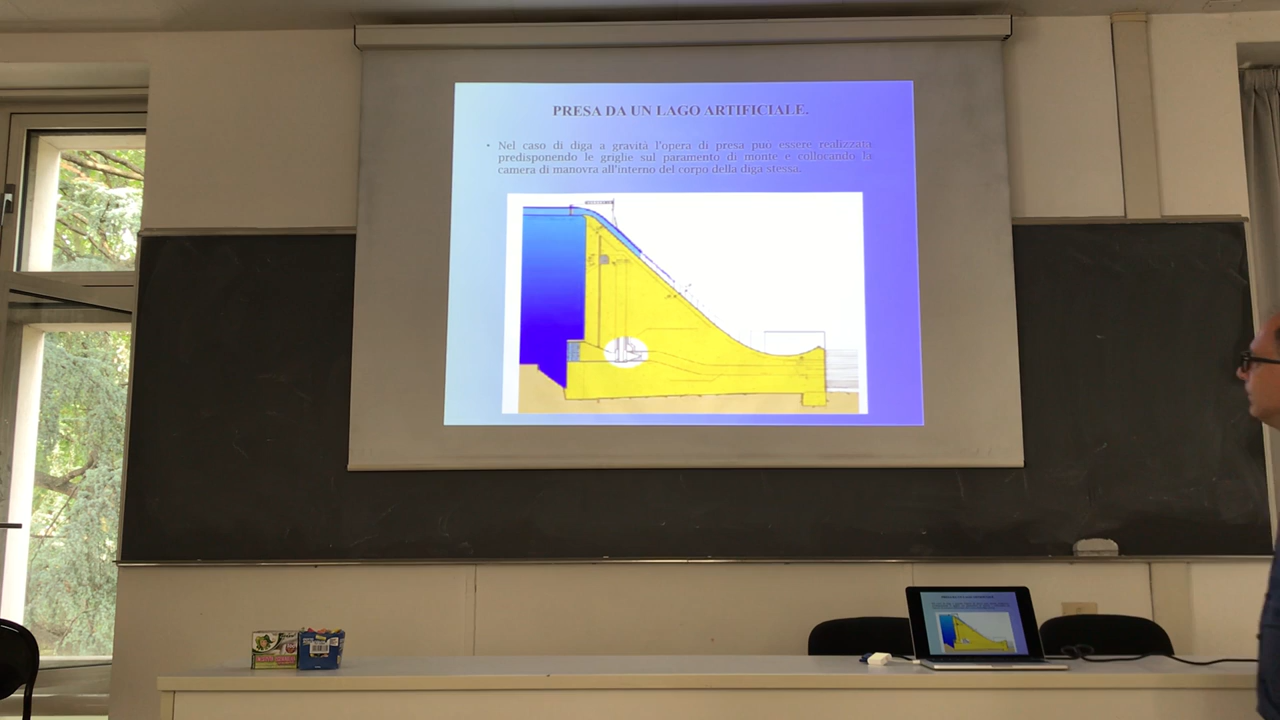 PRESA DA UN LAGO ARTIFICIALE.
• Nel caso di diga a gravità l'opera di presa può essere realizzata
predisponendo le griglie sul paramento di monte e collocando la
camera di manovra all'interno del corpo della diga stessa.